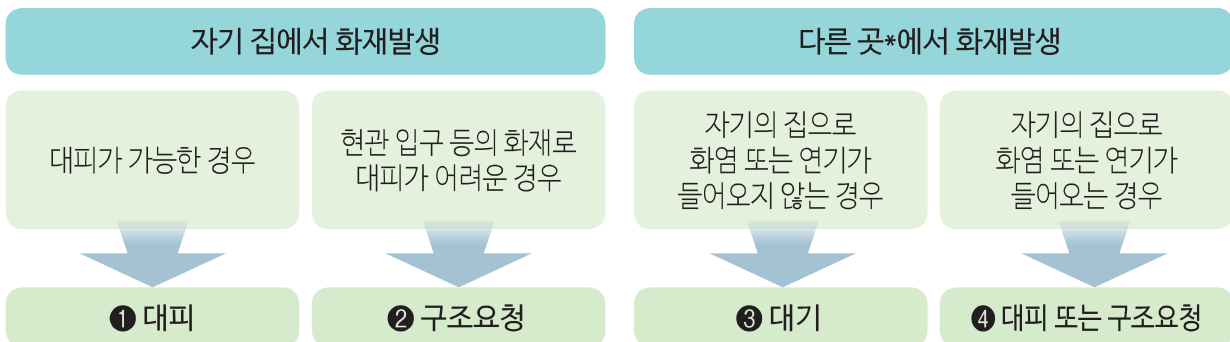 자기 집에서 화재발생
대피가 가능한 경우
현관 입구 등의 화재로
대피가 어려운 경우
❶ 대피
❷ 구조요청
다른 곳*에서 화재발생
자기의 집으로
화염 또는 연기가
들어오지 않는 경우
자기의 집으로
화염 또는 연기가
들어오는 경우
❸ 대기
❹ 대피 또는 구조요청